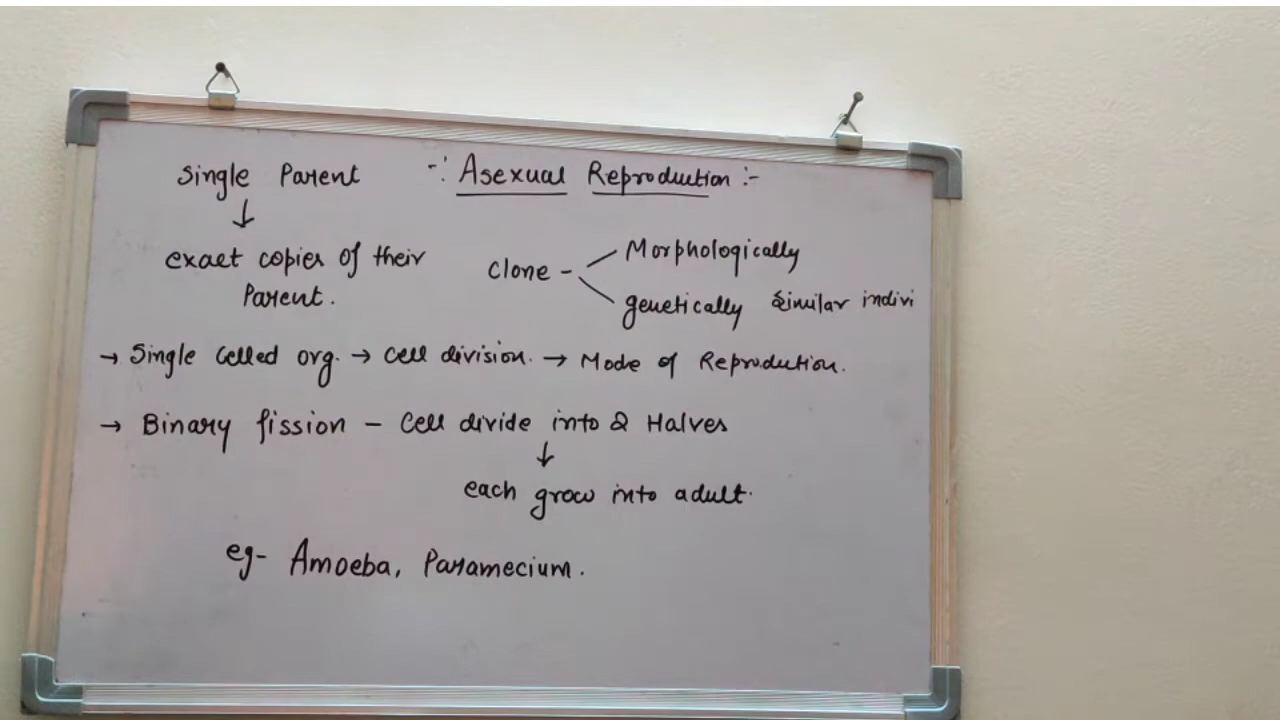 -: Asexual Reproduction :-
Single Parent
↓
exact copies of their
Parent.
Clone - Morphologically
genetically similar indivi
→ Single Celled org. → Cell division. → Mode of Reprodution.
→ Binary fission - Cell divide into 2 Halves
↓
each grow into adult.
eg- Amoeba, Paramecium.